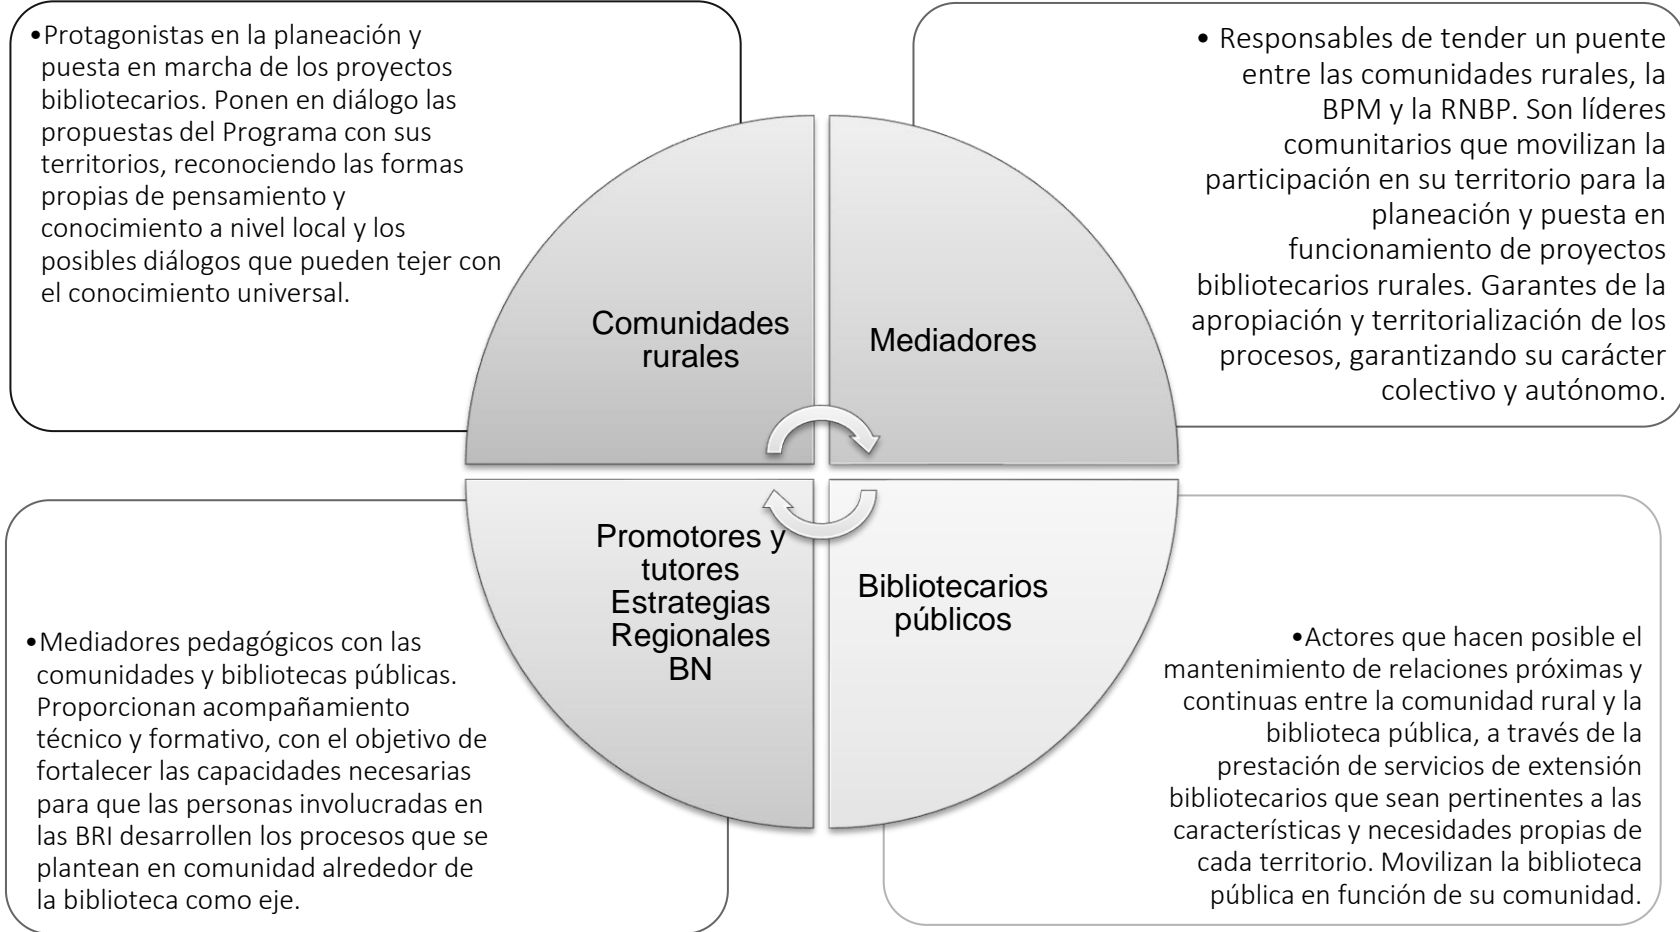 •Protagonistas en la planeación y
puesta en marcha de los proyectos
bibliotecarios. Ponen en diálogo las
propuestas del Programa con sus
territorios, reconociendo las formas
propias de pensamiento y
conocimiento a nivel local y los
posibles diálogos que pueden tejer con
el conocimiento universal.
• Responsables de tender un puente
entre las comunidades rurales, la
BPM y la RNBP. Son líderes
comunitarios que movilizan la
participación en su territorio para la
planeación y puesta en
funcionamiento de proyectos
bibliotecarios rurales. Garantes de la
apropiación y territorialización de los
procesos, garantizando su carácter
colectivo y autónomo.
Comunidades
rurales
Mediadores
Promotores y
tutores
Estrategias
Regionales
BN
Bibliotecarios
públicos
•Mediadores pedagógicos con las
comunidades y bibliotecas públicas.
Proporcionan acompañamiento
técnico y formativo, con el objetivo de
fortalecer las capacidades necesarias
para que las personas involucradas en
las BRI desarrollen los procesos que se
plantean en comunidad alrededor de
la biblioteca como eje.
•Actores que hacen posible el
mantenimiento de relaciones próximas y
continuas entre la comunidad rural y la
biblioteca pública, a través de la
prestación de servicios de extensión
bibliotecarios que sean pertinentes a las
características y necesidades propias de
cada territorio. Movilizan la biblioteca
pública en función de su comunidad.